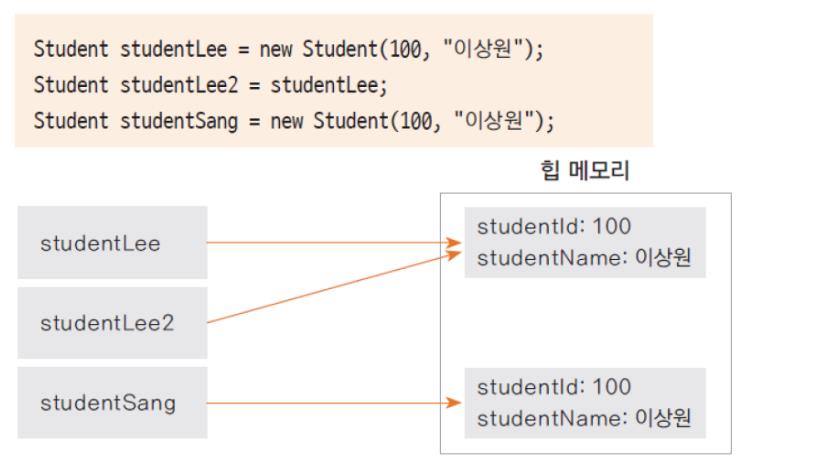 Student studentLee = new Student(100, "이상원");
Student studentLee2 = studentLee;
Student studentSang = new Student(100, "이상원");
힙 메모리
studentLee
studentId: 100
studentName: 이상원
studentLee2
studentSang
studentId: 100
studentName: 이상원